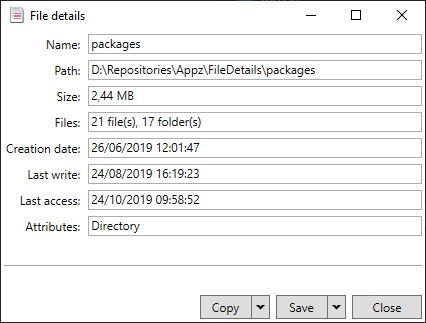 File details
Name: packages
Path: D:\Repositories\Appz\FileDetails\packages
Size: 2,44 MB
Files: 21 file(s), 17 folder(s)
Creation date: 26/06/2019 12:01:47
Last write: 24/08/2019 16:19:23
Last access: 24/10/2019 09:58:52
Attributes: Directory
Copy Save Close